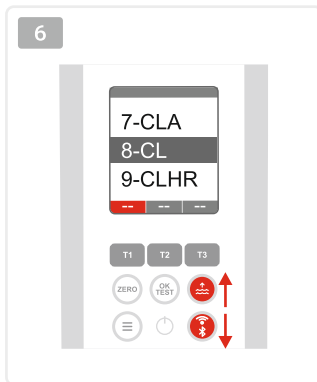 6
7-CLA
8-CL
9-CLHR
-- -- --
T1 T2 T3
ZERO OK TEST